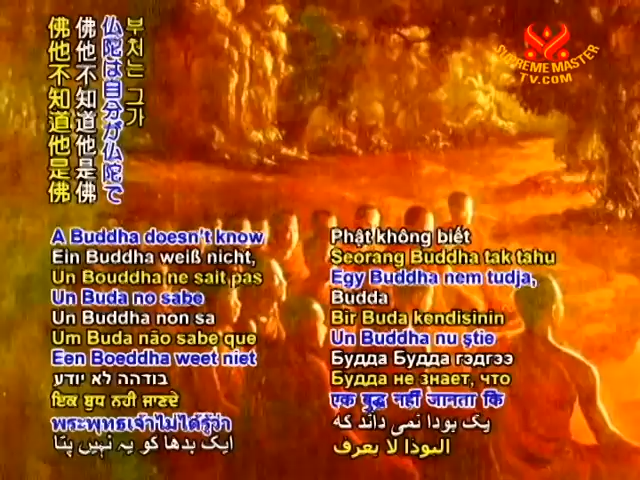 부처는 그가
仏陀は自分が仏陀で
佛他不知道他是佛
佛他不知道他是佛
SUPREME MASTER
TV.COM
A Buddha doesn't know
Ein Buddha weiß nicht,
Un Bouddha ne sait pas
Un Buda no sabe
Un Buddha non sa
Um Buda não sabe que
Een Boeddha weet niet
בודהה לא יודע
ਇਕ ਬੁਧ ਨਹੀ ਜਾਣਦੇ
พระพุทธเจ้าไม่ได้รู้ว่า
ایک بدھا کو یہ نہیں پتا
Phật không biết
Seorang Buddha tak tahu
Egy Buddha nem tudja,
Budda
Bir Buda kendisinin
Un Buddha nu ştie
Будда Будда гэдгээ
Будда не знает, что
एक बुद्ध नहीं जानता कि
یک بودا نمی داند که
البوذا لا يعرف